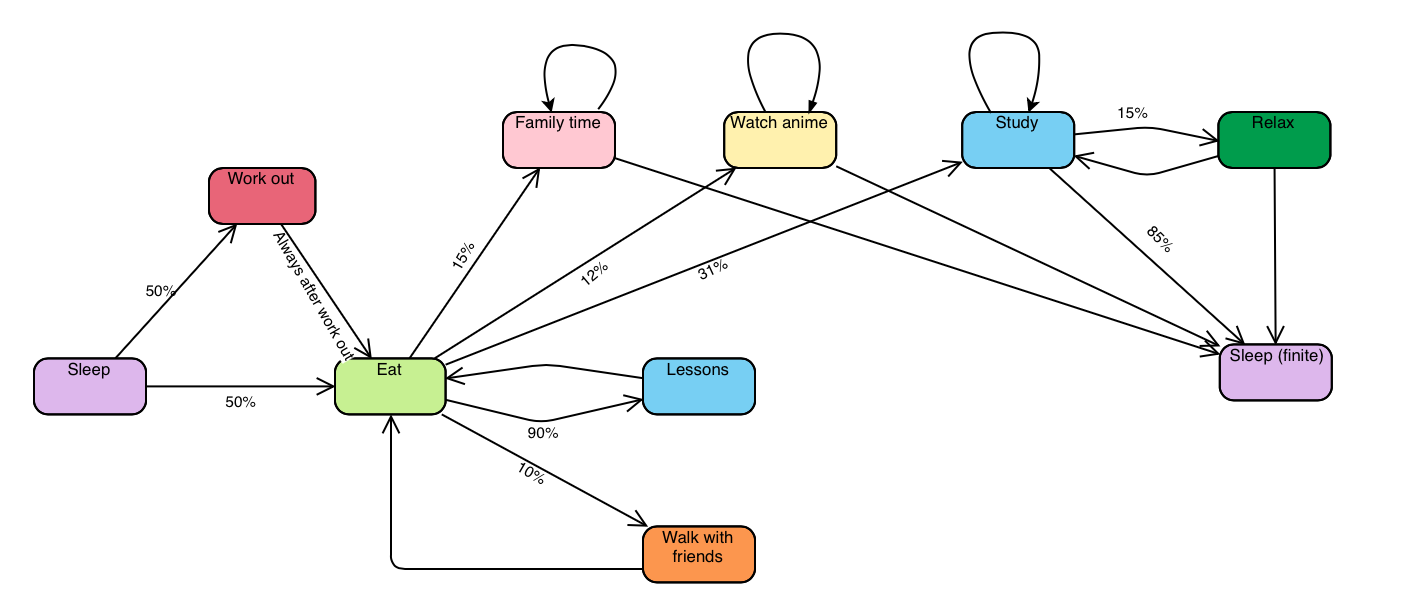 Family time
Watch anime
Study
15%
Relax
Work out
Always after work out
15%
12%
31%
85%
50%
Sleep
50%
Eat
Lessons
Sleep (finite)
90%
10%
Walk with
friends